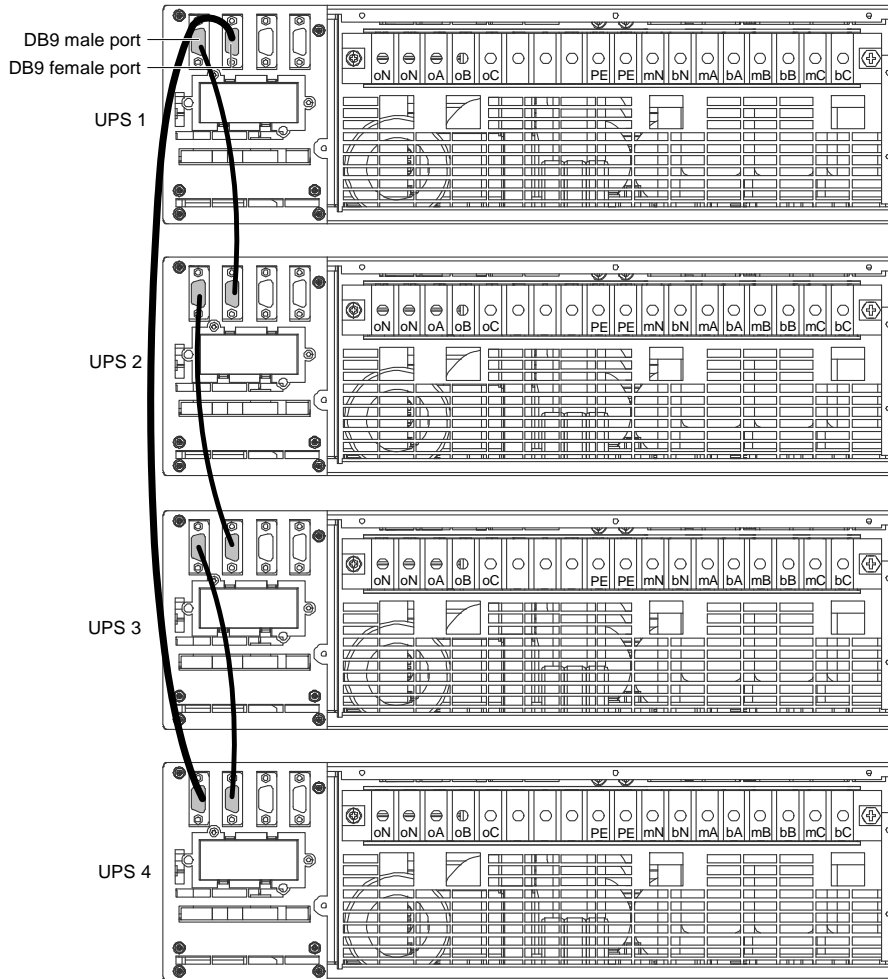 DB9 male port
DB9 female port
UPS 1
oN oN oA oB oC PE PE mN bN mA bA mB bB mC bC
UPS 2
oN oN oA oB oC PE PE mN bN mA bA mB bB mC bC
UPS 3
oN oN oA oB oC PE PE mN bN mA bA mB bB mC bC
UPS 4
oN oN oA oB oC PE PE mN bN mA bA mB bB mC bC